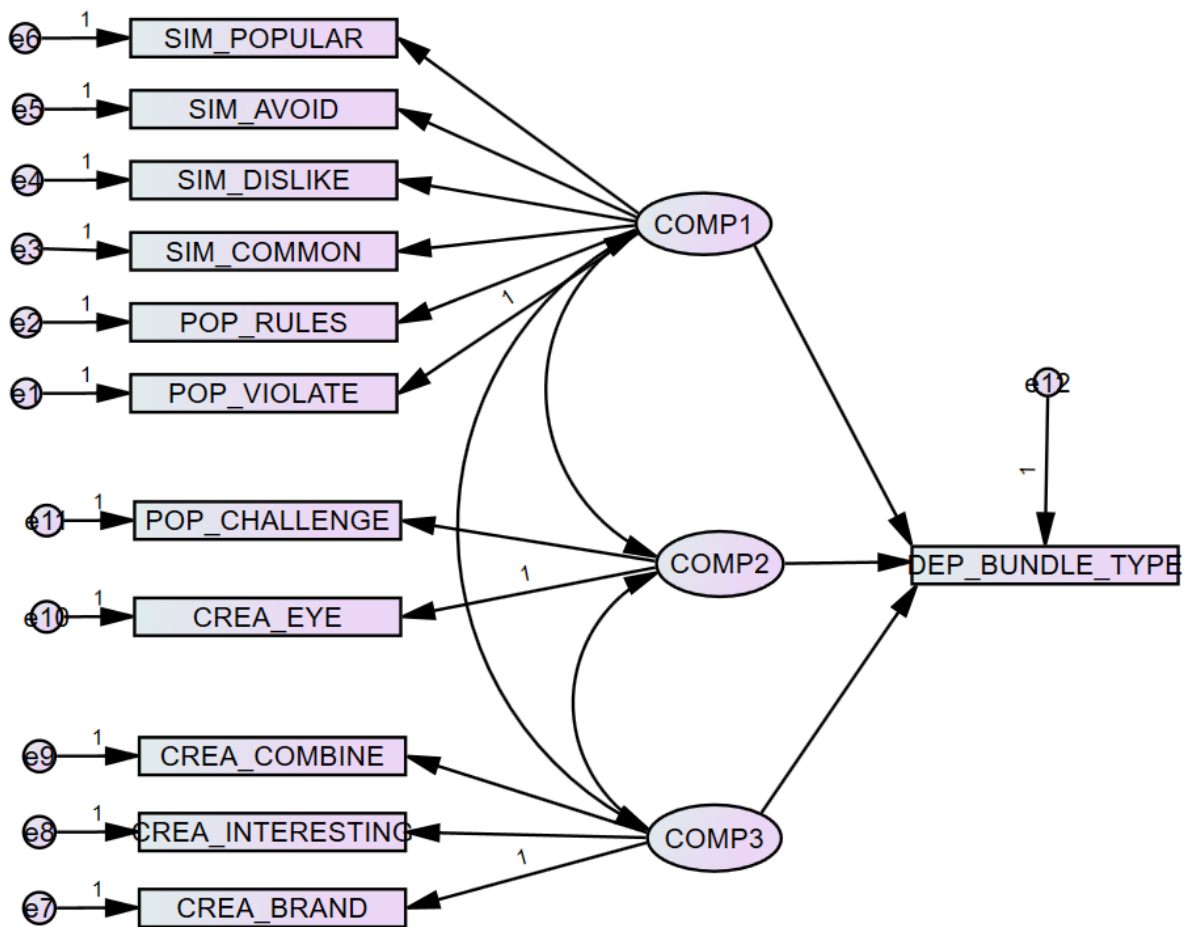 e6 1 SIM_POPULAR
e5 1 SIM_AVOID
e4 1 SIM_DISLIKE
e3 1 SIM_COMMON
e2 1 POP_RULES
e1 1 POP_VIOLATE
1
COMP1
e11 1 POP_CHALLENGE
e10 1 CREA_EYE
1
COMP2
e9 1 CREA_COMBINE
e8 1 CREA_INTERESTING
e7 1 CREA_BRAND
1
COMP3
e12
1
DEP_BUNDLE_TYPE